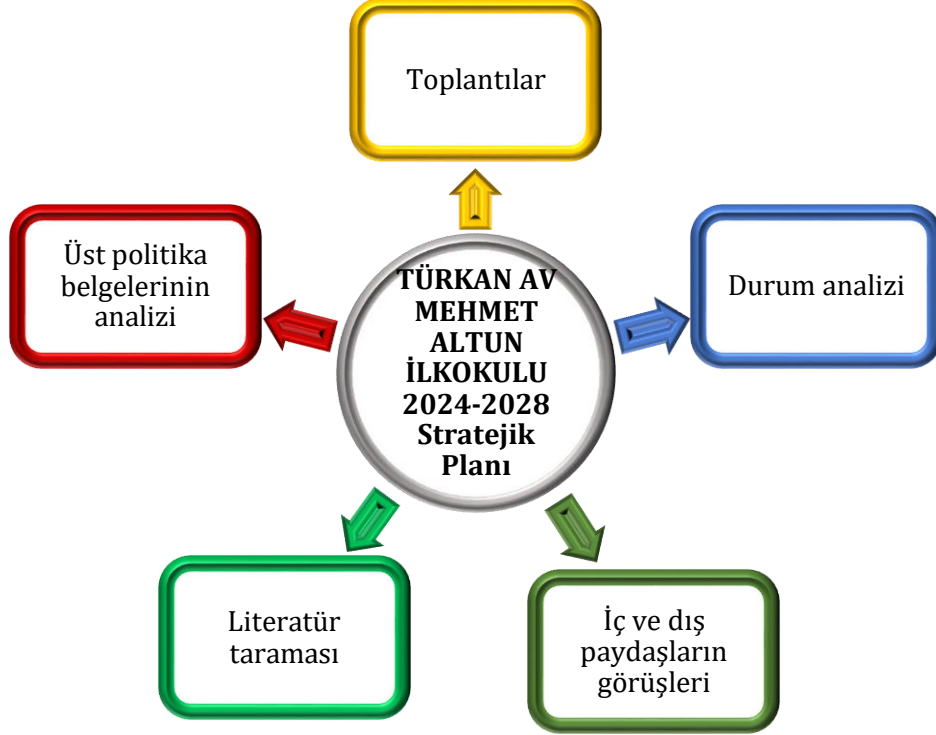 Toplantılar
Üst politika
belgelerinin
analizi
TÜRKAN AV
MEHMET
ALTUN
İLKOKULU
2024-2028
Stratejik
Planı
Durum analizi
Literatür
taraması
İç ve dış
paydaşların
görüşleri